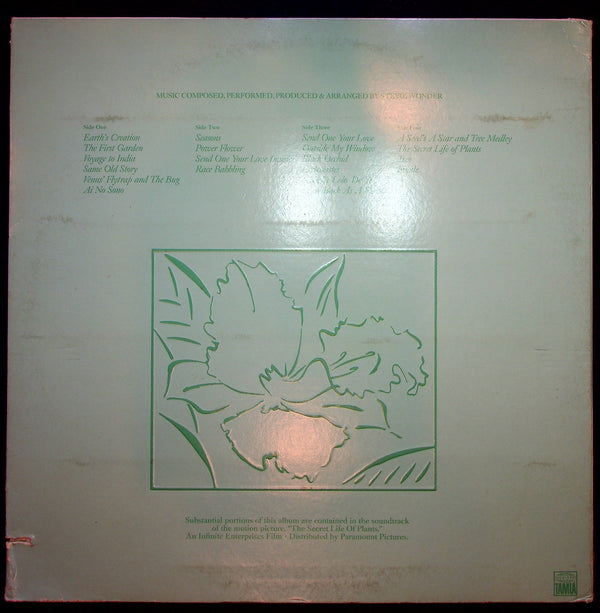 MUSIC COMPOSED, PERFORMED, PRODUCED & ARRANGED BY STEVIE WONDER
Side One
Earth's Creation
The First Garden
Voyage to India
Same Old Story
Venus' Flytrap and The Bug
Ai No Sono
Side Two
Seasons
Power Flower
Send One Your Love
Race Babbling
Side Three
Send One Your Love
Outside My Window
Black Orchid
Back As A
A Seed's A Star and Tree Medley
The Secret Life of Plants
Substantial portions of this album are contained in the soundtrack
of the motion picture, "The Secret Life Of Plants."
An Infinite Enterprises Film • Distributed by Paramount Pictures.
TAMLA